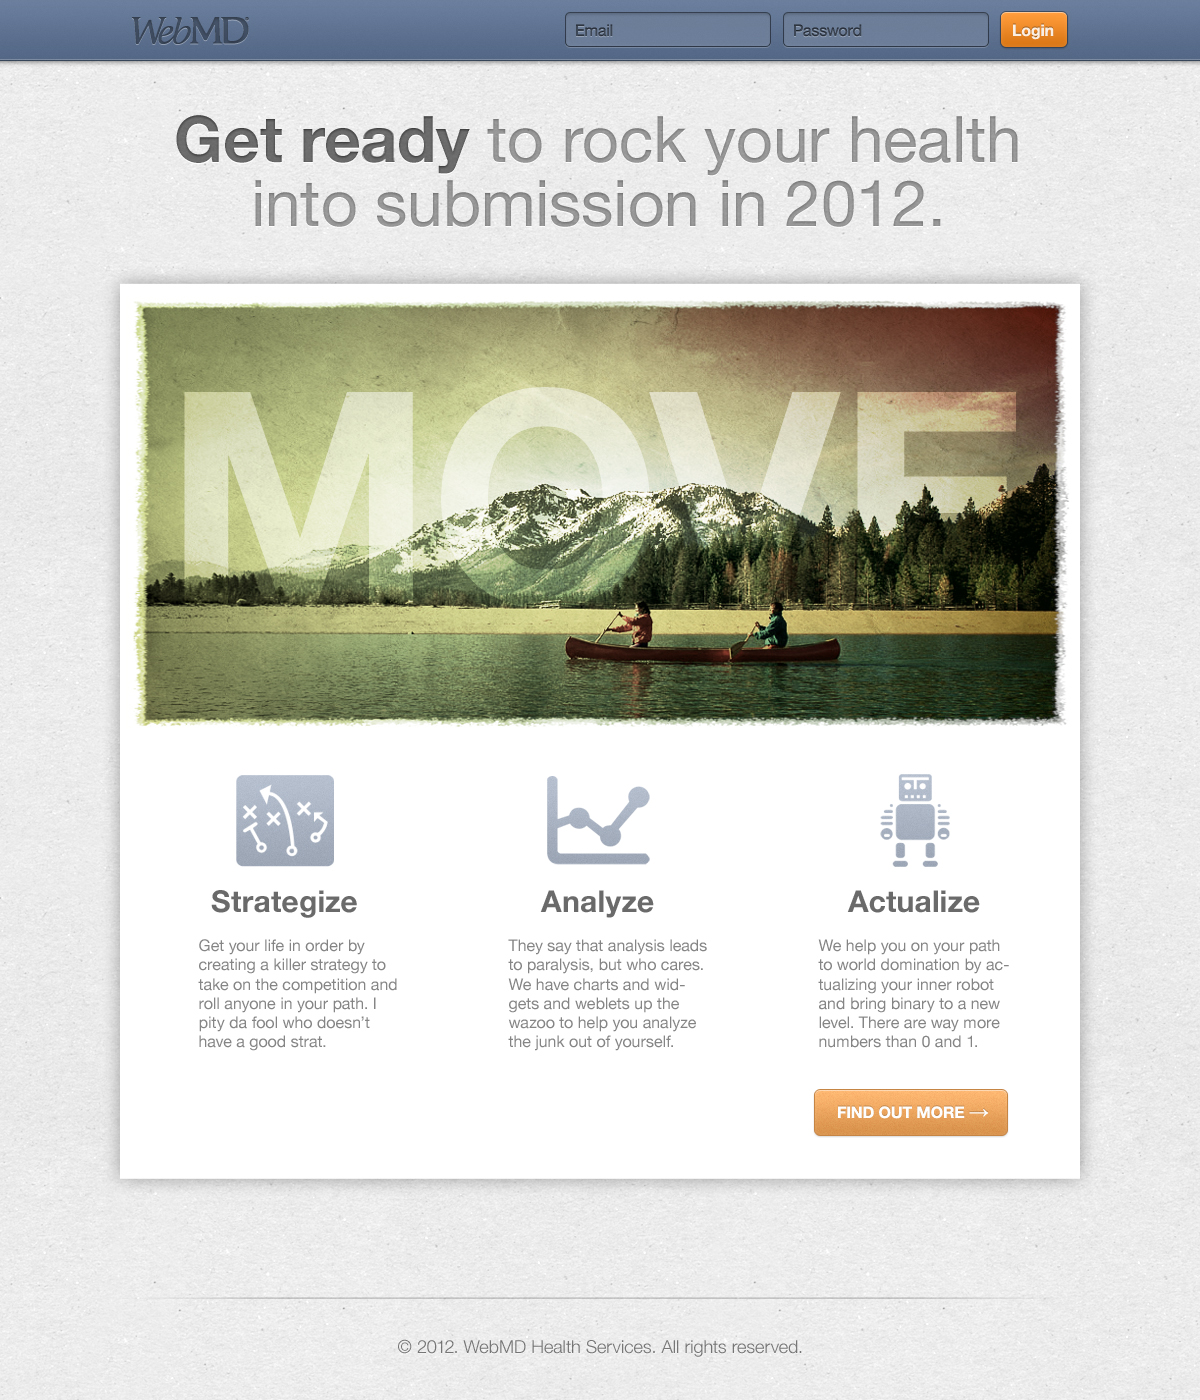 WebMD
Email
Password
Login
Get ready to rock your health
into submission in 2012.
MOVE
Strategize
Get your life in order by
creating a killer strategy to
take on the competition and
roll anyone in your path. I
pity da fool who doesn’t
have a good strat.
Analyze
They say that analysis leads
to paralysis, but who cares.
We have charts and wid-
gets and weblets up the
wazoo to help you analyze
the junk out of yourself.
Actualize
We help you on your path
to world domination by ac-
tualizing your inner robot
and bring binary to a new
level. There are way more
numbers than 0 and 1.
FIND OUT MORE →
© 2012. WebMD Health Services. All rights reserved.